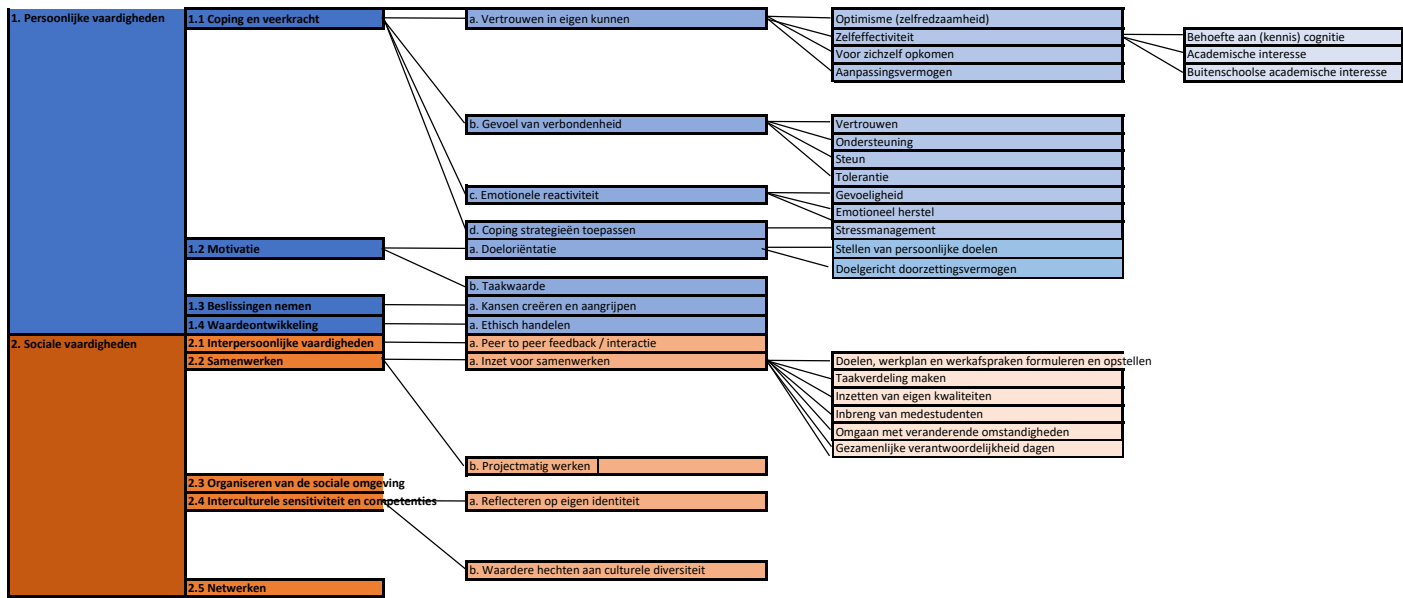 1. Persoonlijke vaardigheden
1.1 Coping en veerkracht
a. Vertrouwen in eigen kunnen
Optimisme (zelfredzaamheid)
Zelfeffectiviteit
Behoefte aan (kennis) cognitie
Voor zichzelf opkomen
Academische interesse
Aanpassingsvermogen
Buitenschoolse academische interesse
b. Gevoel van verbondenheid
Vertrouwen
Ondersteuning
Steun
Tolerantie
c. Emotionele reactiviteit
Gevoeligheid
Emotioneel herstel
d. Coping strategieën toepassen
Stressmanagement
1.2 Motivatie
a. Doeloriëntatie
Stellen van persoonlijke doelen
Doelgericht doorzettingsvermogen
b. Taakwaarde
1.3 Beslissingen nemen
a. Kansen creëren en aangrijpen
1.4 Waardeontwikkeling
a. Ethisch handelen
2. Sociale vaardigheden
2.1 Interpersoonlijke vaardigheden
a. Peer to peer feedback / interactie
2.2 Samenwerken
a. Inzet voor samenwerken
Doelen, werkplan en werkafspraken formuleren en opstellen
Taakverdeling maken
Inzetten van eigen kwaliteiten
Inbreng van medestudenten
Omgaan met veranderende omstandigheden
Gezamenlijke verantwoordelijkheid dagen
b. Projectmatig werken
2.3 Organiseren van de sociale omgeving
2.4 Interculturele sensitiviteit en competenties
a. Reflecteren op eigen identiteit
b. Waardere hechten aan culturele diversiteit
2.5 Netwerken